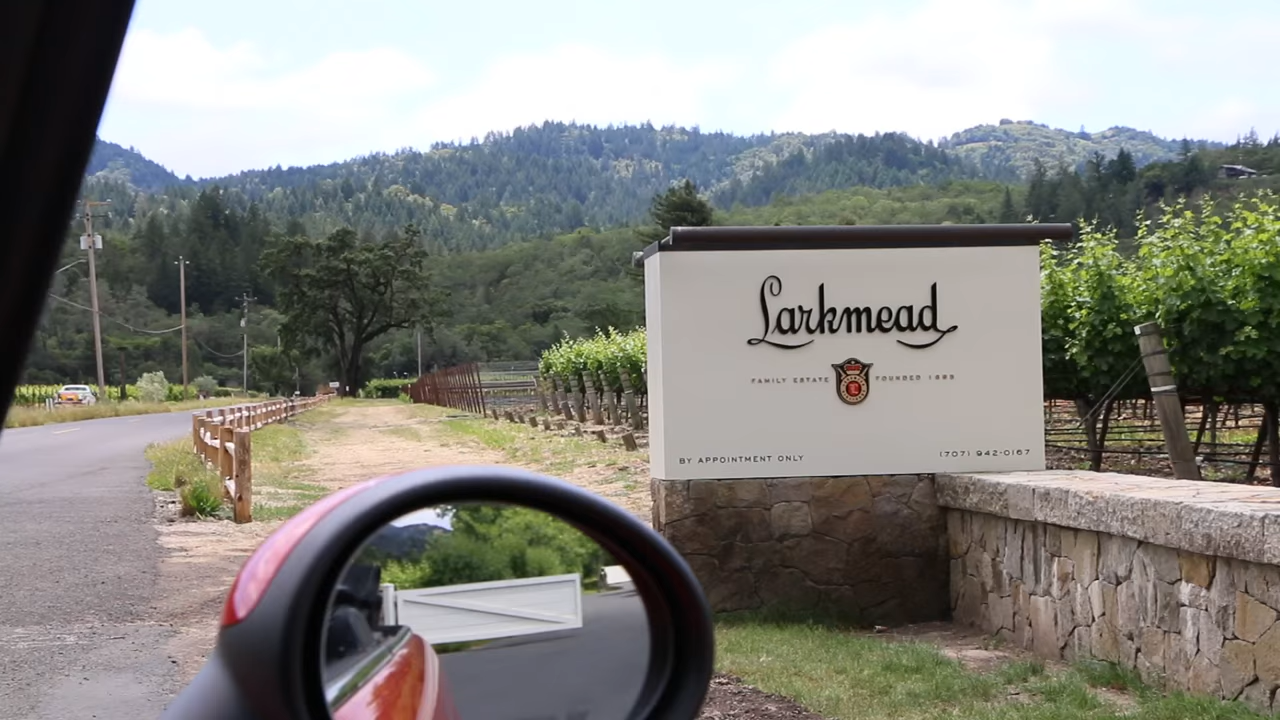 Larkmead
FAMILY ESTATE FOUNDED 1895
BY APPOINTMENT ONLY
(707) 942-0167